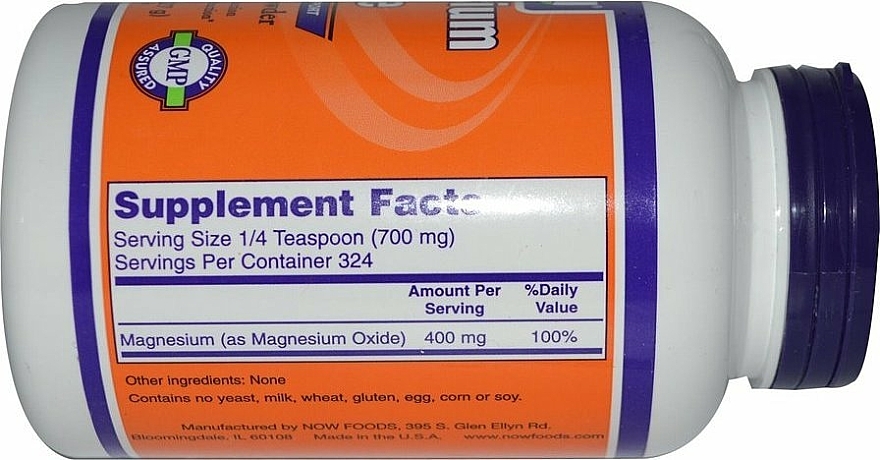 QUALITY
GMP
ASSURED
Supplement Facts
Serving Size 1/4 Teaspoon (700 mg)
Servings Per Container 324
Amount Per Serving
%Daily Value
Magnesium (as Magnesium Oxide) 400 mg 100%
Other ingredients: None
Contains no yeast, milk, wheat, gluten, egg, corn or soy.
Manufactured by NOW FOODS, 395 S. Glen Ellyn Rd.
Bloomingdale, IL 60108 Made in the U.S.A. www.nowfoods.com